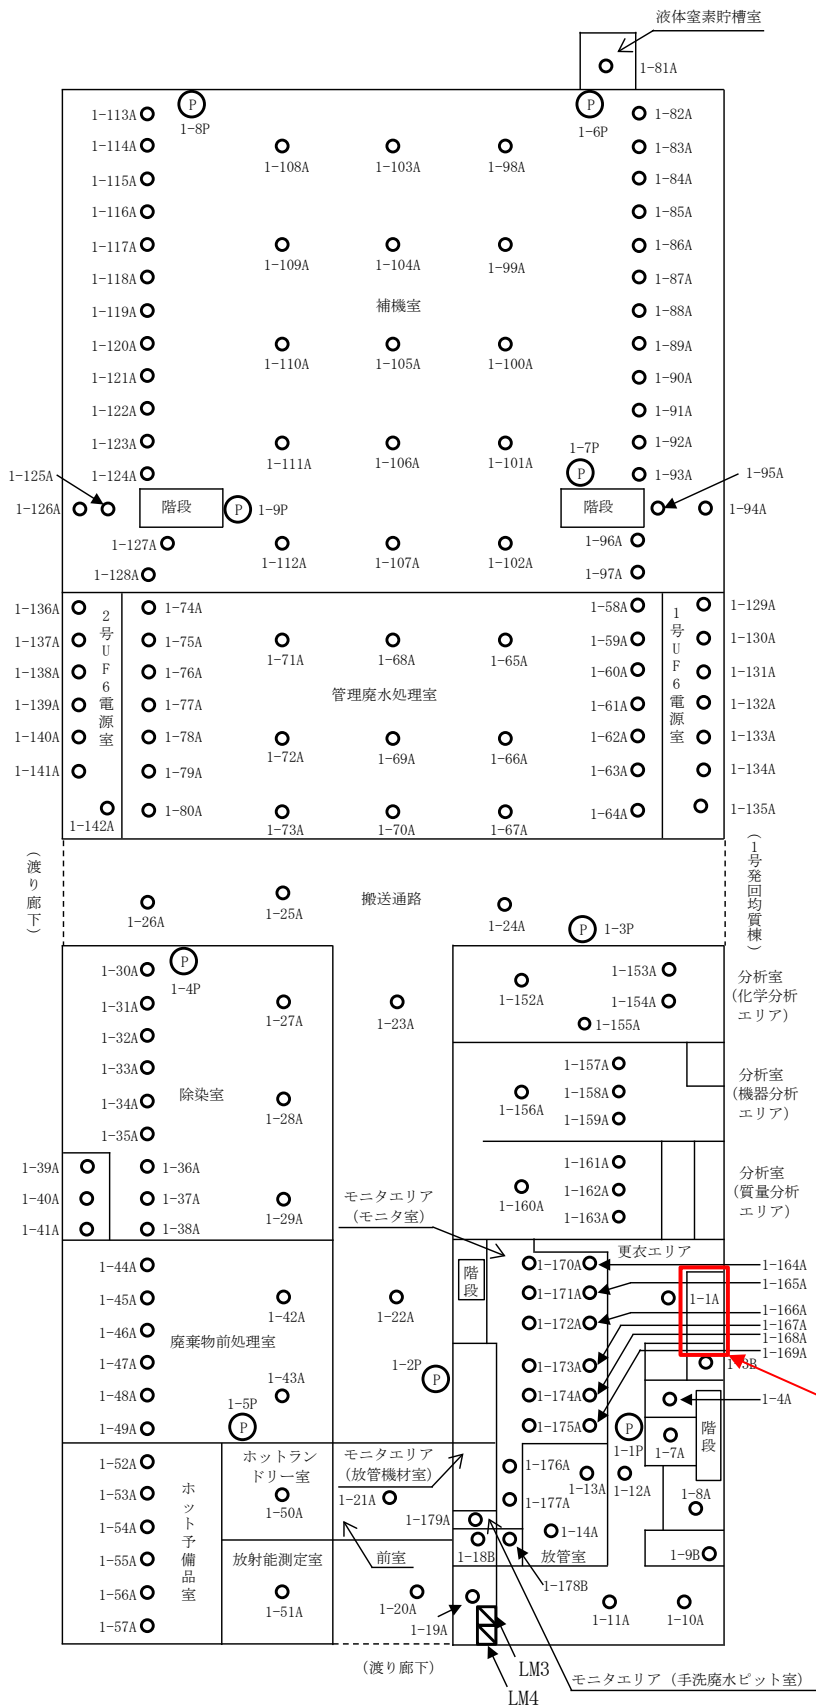 液体窒素貯槽室
1-81A
1-113A
P
1-8P
P
1-6P
1-82A
1-114A
1-108A
1-103A
1-98A
1-83A
1-115A
1-84A
1-116A
1-85A
1-117A
1-109A
1-104A
1-99A
1-86A
1-118A
1-87A
補機室
1-119A
1-88A
1-120A
1-110A
1-105A
1-100A
1-89A
1-121A
1-90A
1-122A
1-91A
1-123A
1-111A
1-106A
1-101A
1-7P
P
1-92A
1-124A
1-93A
1-125A
1-95A
1-126A
階段
P
1-9P
階段
1-94A
1-127A
1-112A
1-107A
1-102A
1-96A
1-128A
1-97A
1-136A
2号UF6電源室
1-74A
1-58A
1号UF6電源室
1-129A
1-137A
1-75A
1-71A
1-68A
1-65A
1-59A
1-130A
1-138A
1-76A
1-60A
1-131A
管理廃水処理室
1-139A
1-77A
1-61A
1-132A
1-140A
1-78A
1-72A
1-69A
1-66A
1-62A
1-133A
1-141A
1-79A
1-63A
1-134A
1-142A
1-80A
1-73A
1-70A
1-67A
1-64A
1-135A
(渡り廊下)
(1号発回均質棟)
搬送通路
1-26A
1-25A
1-24A
P
1-3P
1-30A
P
1-4P
1-152A
1-153A
分析室
(化学分析
エリア)
1-31A
1-27A
1-23A
1-154A
1-155A
1-32A
1-33A
1-157A
分析室
(機器分析
エリア)
除染室
1-34A
1-28A
1-156A
1-158A
1-35A
1-159A
1-39A
1-36A
1-161A
分析室
(質量分析
エリア)
1-40A
1-37A
1-29A
1-160A
1-162A
1-41A
1-38A
1-163A
モニタエリア
(モニタ室)
更衣エリア
1-44A
階段
1-170A
1-164A
1-45A
1-42A
1-22A
1-171A
1-1A
1-165A
1-46A
1-172A
1-166A
1-167A
1-168A
1-169A
廃棄物前処理室
1-47A
1-2P
P
1-173A
1-3B
1-48A
1-43A
1-174A
1-4A
1-49A
1-5P
P
1-175A
P
1-1P
1-7A
階段
1-52A
ホット予備品室
ホットラン
ドリー室
モニタエリア
(放管機材室)
1-176A
1-13A
1-12A
1-53A
1-50A
1-21A
1-177A
1-8A
1-54A
1-179A
1-14A
1-55A
放射能測定室
前室
1-18B
放管室
1-9B
1-56A
1-51A
1-20A
1-178B
1-57A
1-19A
1-11A
1-10A
(渡り廊下)
LM3
LM4
モニタエリア (手洗廃水ピット室)